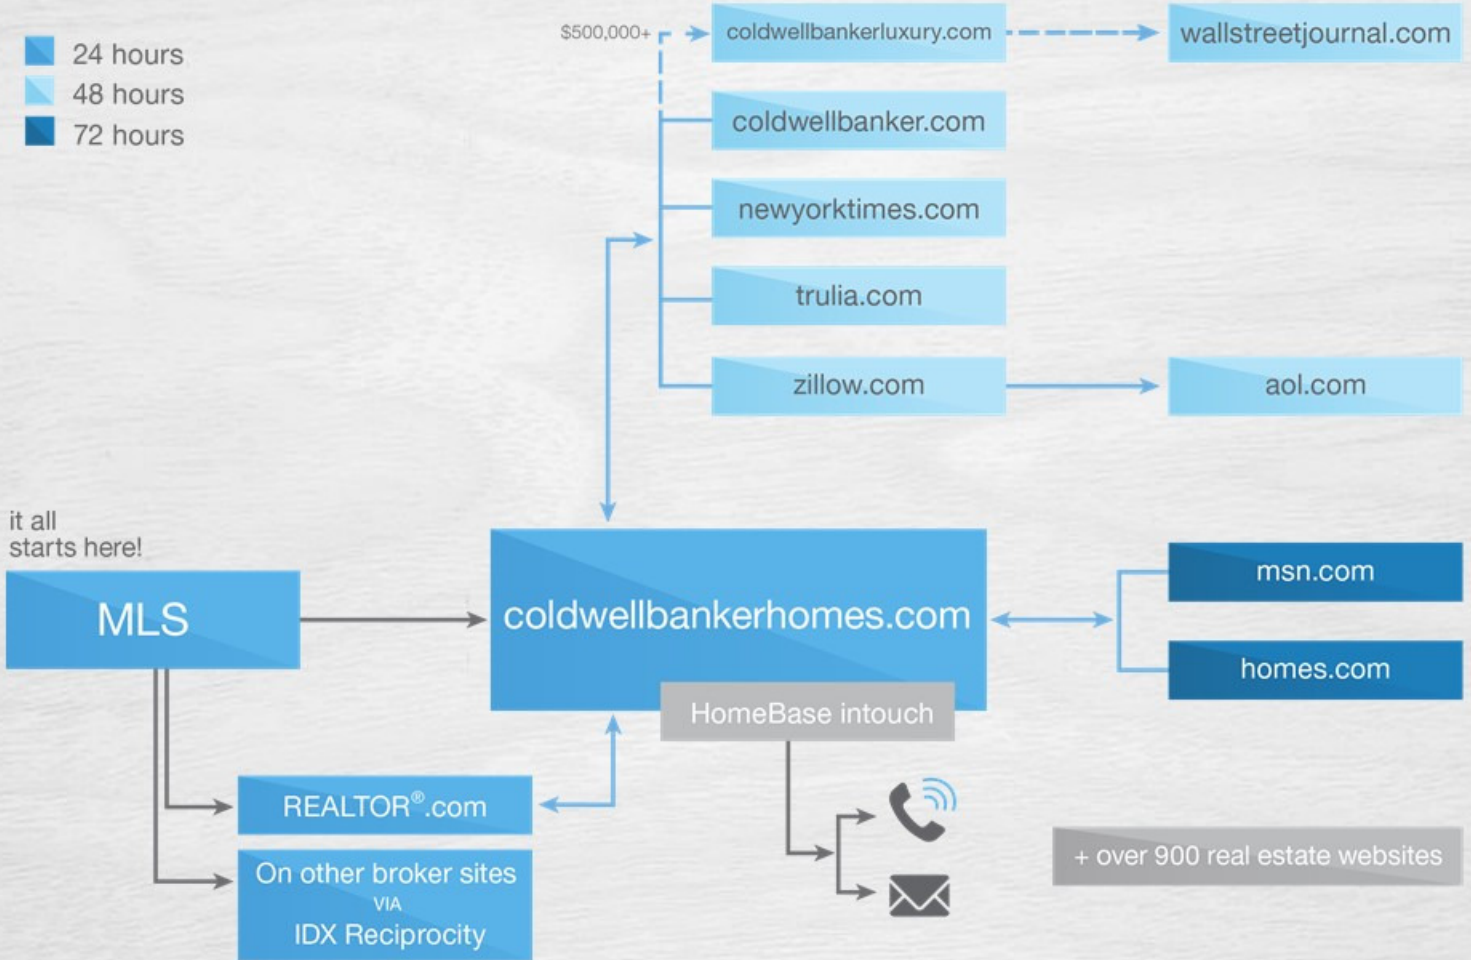 24 hours
48 hours
72 hours
$500,000+
coldwellbankerluxury.com
wallstreetjournal.com
coldwellbanker.com
newyorktimes.com
trulia.com
zillow.com
aol.com
it all
starts here!
MLS
coldwellbankerhomes.com
msn.com
homes.com
HomeBase intouch
REALTOR®.com
On other broker sites
VIA
IDX Reciprocity
+ over 900 real estate websites